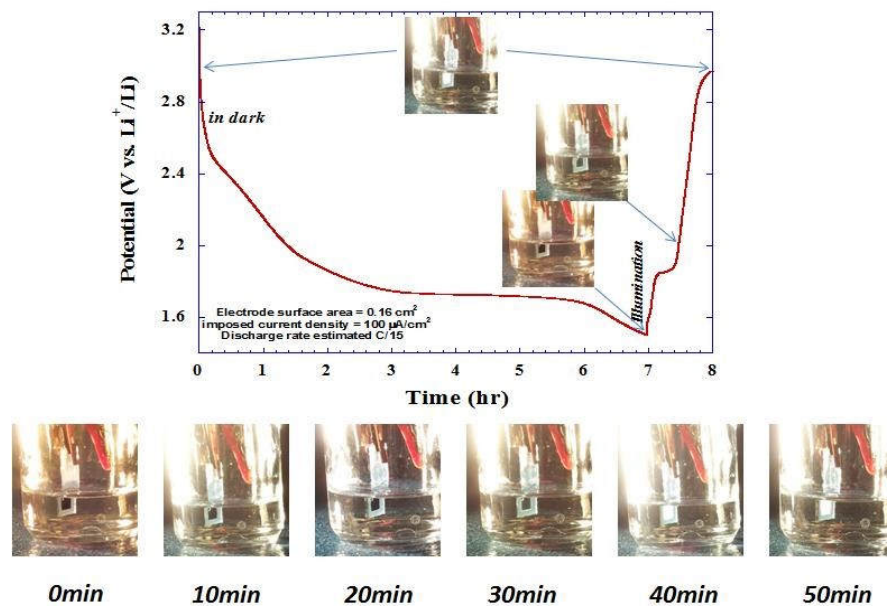 3.2
2.8
2.4
2
1.6
Potential (V vs. Li⁺/Li)
in dark
Illumination
Electrode surface area = 0.16 cm²
imposed current density = 100 µA/cm²
Discharge rate estimated C/15
0 1 2 3 4 5 6 7 8
Time (hr)
0min 10min 20min 30min 40min 50min